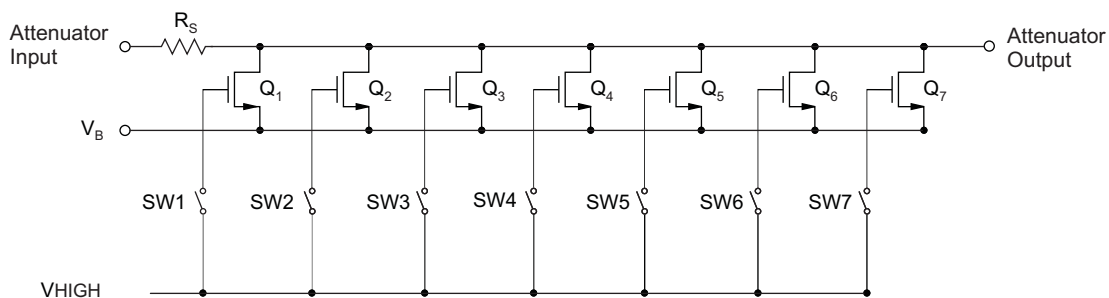 Attenuator
Input
R_S
Attenuator
Output
Q_1
Q_2
Q_3
Q_4
Q_5
Q_6
Q_7
V_B
SW1
SW2
SW3
SW4
SW5
SW6
SW7
VHIGH